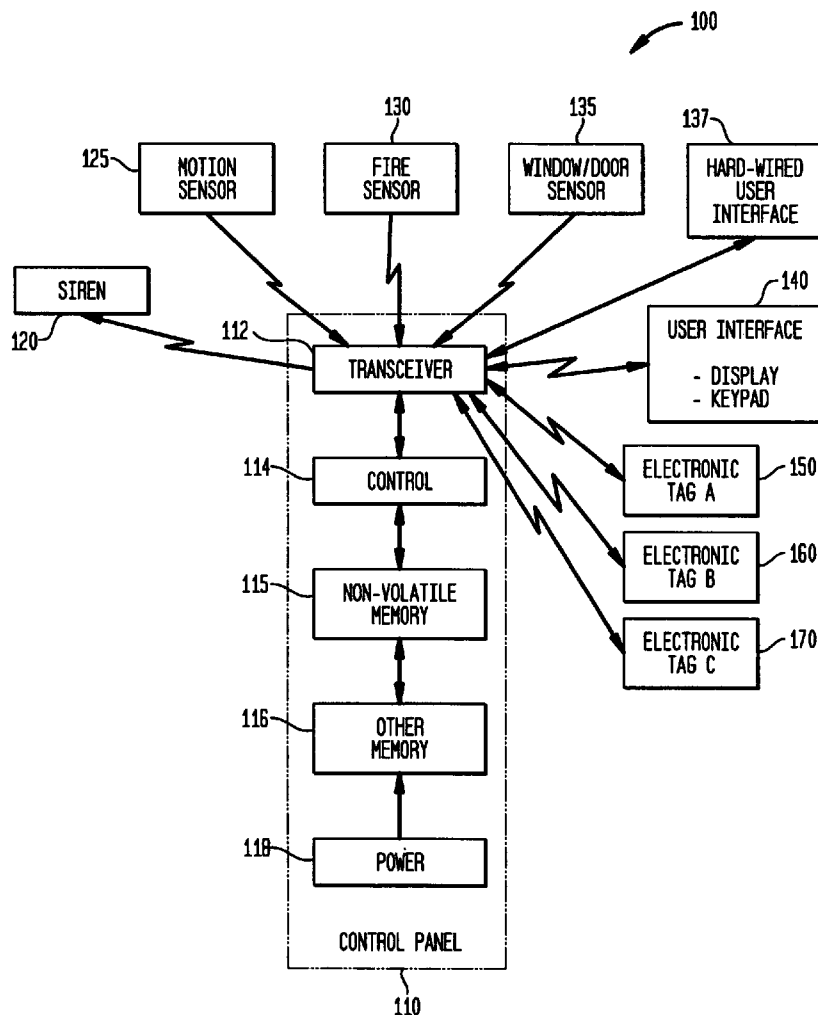 100
130
135
137
125
MOTION
SENSOR
FIRE
SENSOR
WINDOW/DOOR
SENSOR
HARD-WIRED
USER
INTERFACE
SIREN
120
112
TRANSCEIVER
140
USER INTERFACE
- DISPLAY
- KEYPAD
114
CONTROL
ELECTRONIC
TAG A
150
115
NON-VOLATILE
MEMORY
ELECTRONIC
TAG B
160
ELECTRONIC
TAG C
170
116
OTHER
MEMORY
118
POWER
CONTROL PANEL
110